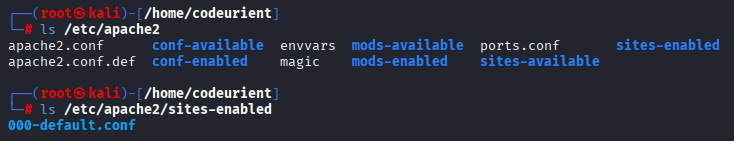 ┌──(root㉿kali)-[/home/codeurient]
└─# ls /etc/apache2
apache2.conf      conf-available  envvars  mods-available  ports.conf       sites-enabled
apache2.conf.def  conf-enabled    magic    mods-enabled    sites-available
┌──(root㉿kali)-[/home/codeurient]
└─# ls /etc/apache2/sites-enabled
000-default.conf